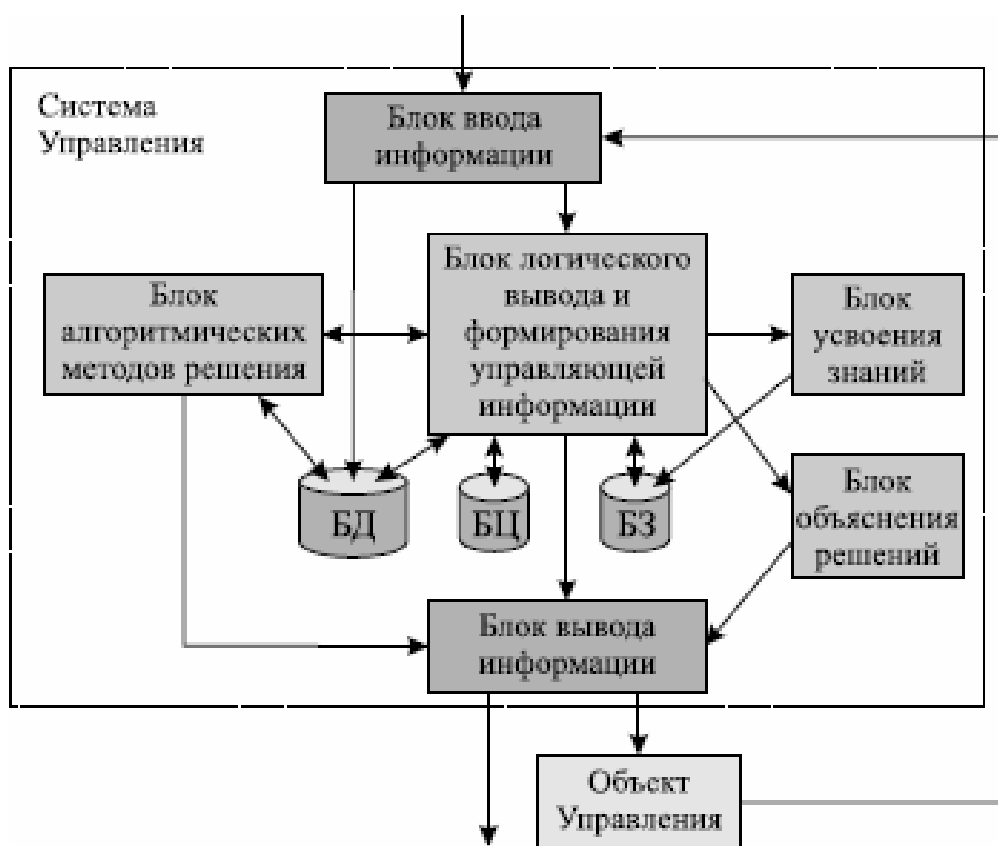 Система
Управления
Блок ввода
информации
Блок
алгоритмических
методов решения
Блок логического
вывода и
формирования
управляющей
информации
Блок
усвоения
знаний
БД
БЦ
БЗ
Блок
объяснения
решений
Блок вывода
информации
Объект
Управления